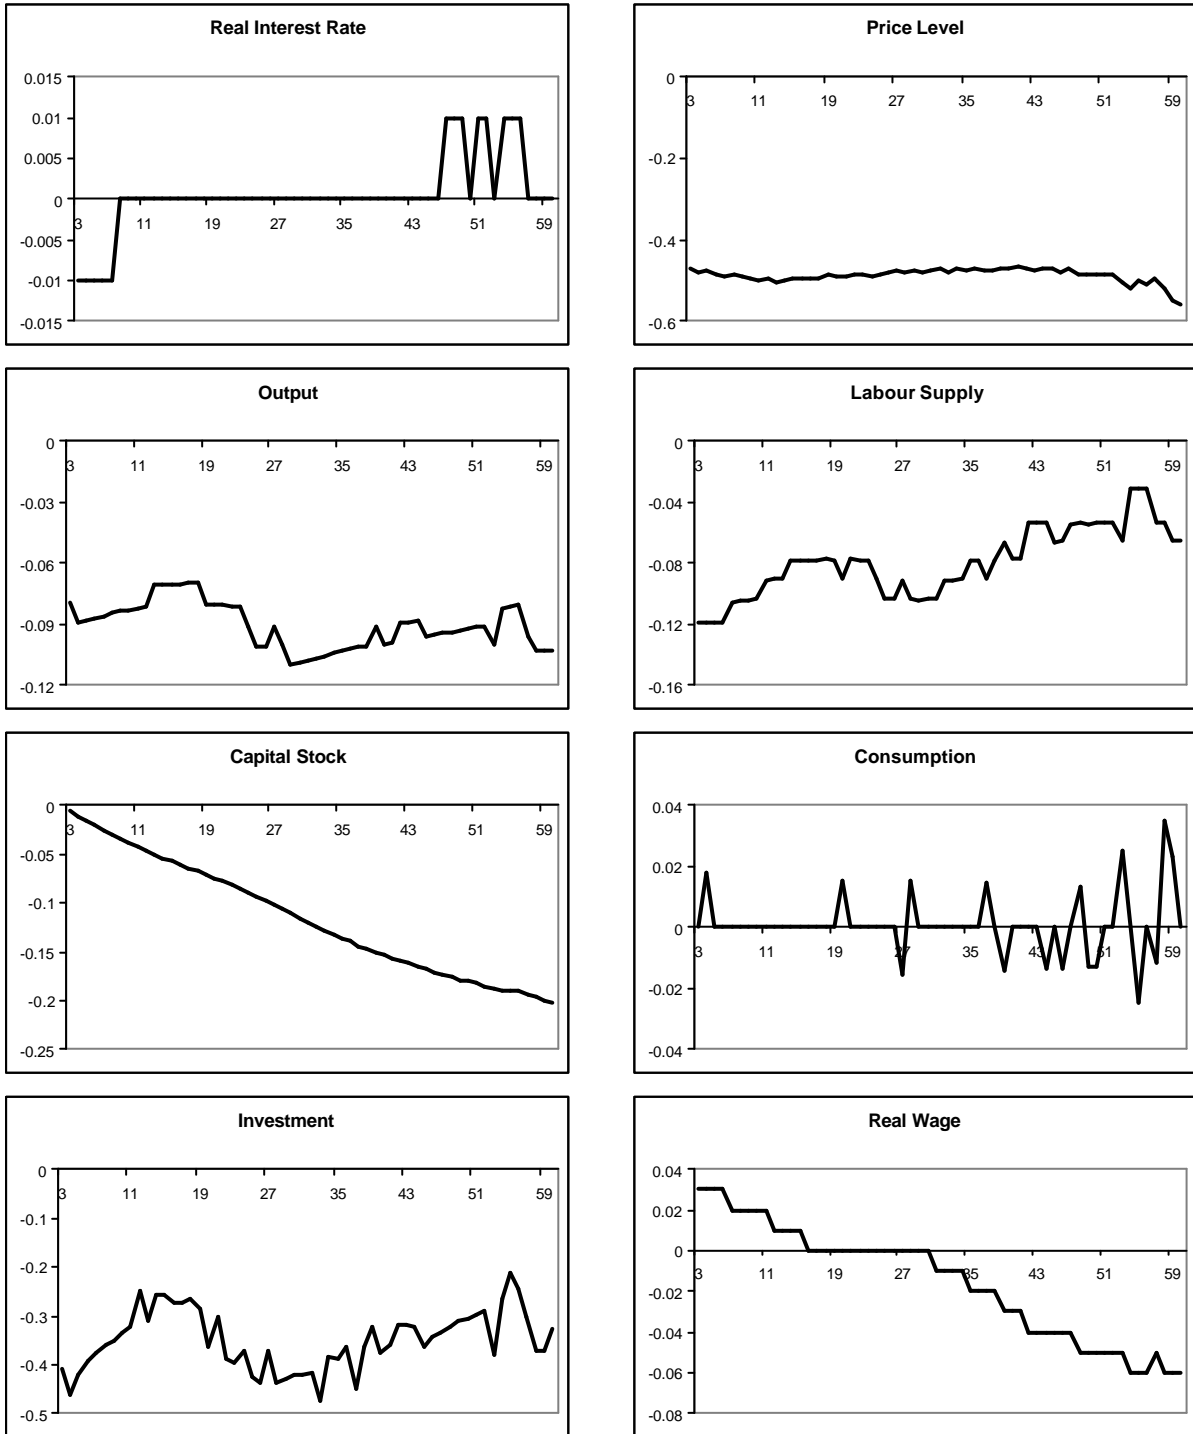 Real Interest Rate
0.015
0.01
0.005
0
-0.005
-0.01
-0.015
3 11 19 27 35 43 51 59
Price Level
0
-0.2
-0.4
-0.6
3 11 19 27 35 43 51 59
Output
0
-0.03
-0.06
-0.09
-0.12
3 11 19 27 35 43 51 59
Labour Supply
0
-0.04
-0.08
-0.12
-0.16
3 11 19 27 35 43 51 59
Capital Stock
0
-0.05
-0.1
-0.15
-0.2
-0.25
3 11 19 27 35 43 51 59
Consumption
0.04
0.02
0
-0.02
-0.04
3 11 19 27 35 43 51 59
Investment
0
-0.1
-0.2
-0.3
-0.4
-0.5
3 11 19 27 35 43 51 59
Real Wage
0.04
0.02
0
-0.02
-0.04
-0.06
-0.08
3 11 19 27 35 43 51 59